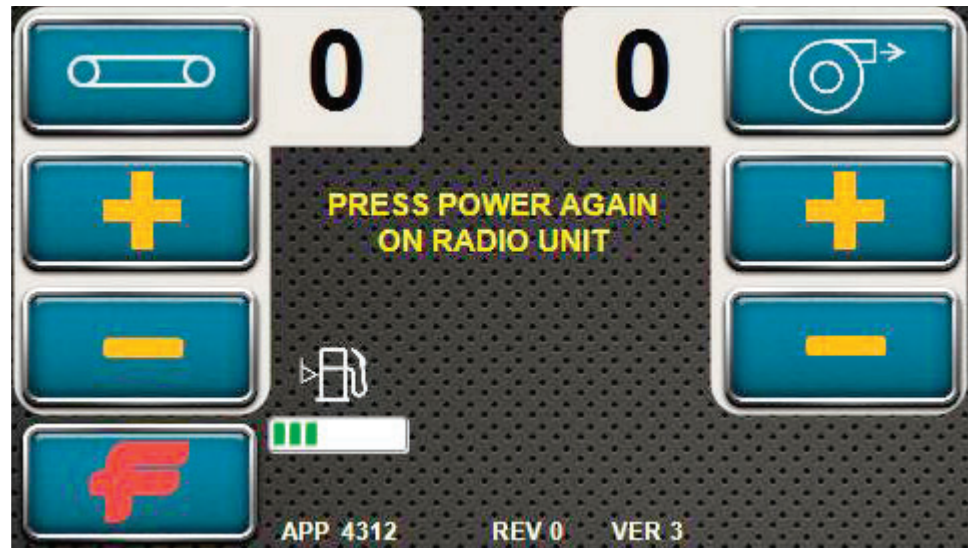 0 0
PRESS POWER AGAIN
ON RADIO UNIT
APP 4312 REV 0 VER 3